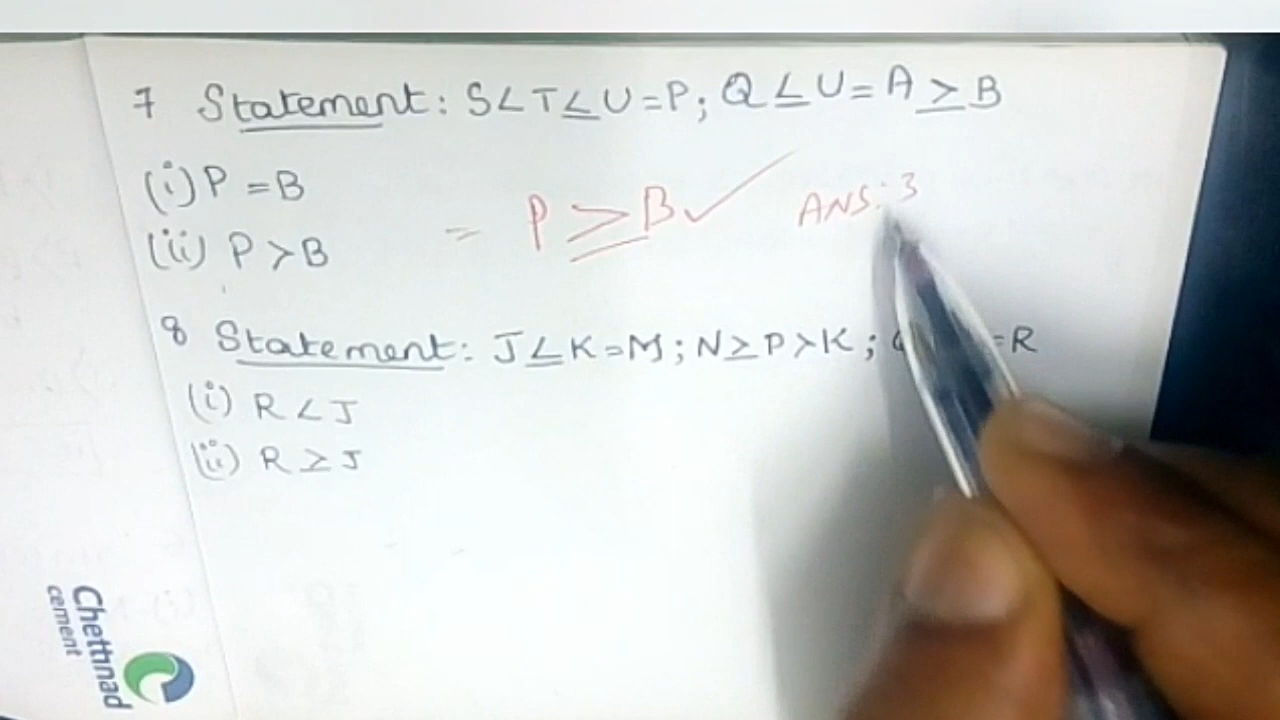 7 Statement: S<T≤U=P; Q≤U=A≥B
(i) P=B
= P≥B✓ ANS:3
(ii) P>B
8 Statement: J≤K=M; N≥P>K; =R
(i) R<J
(ii) R≥J
Chettinad
cement